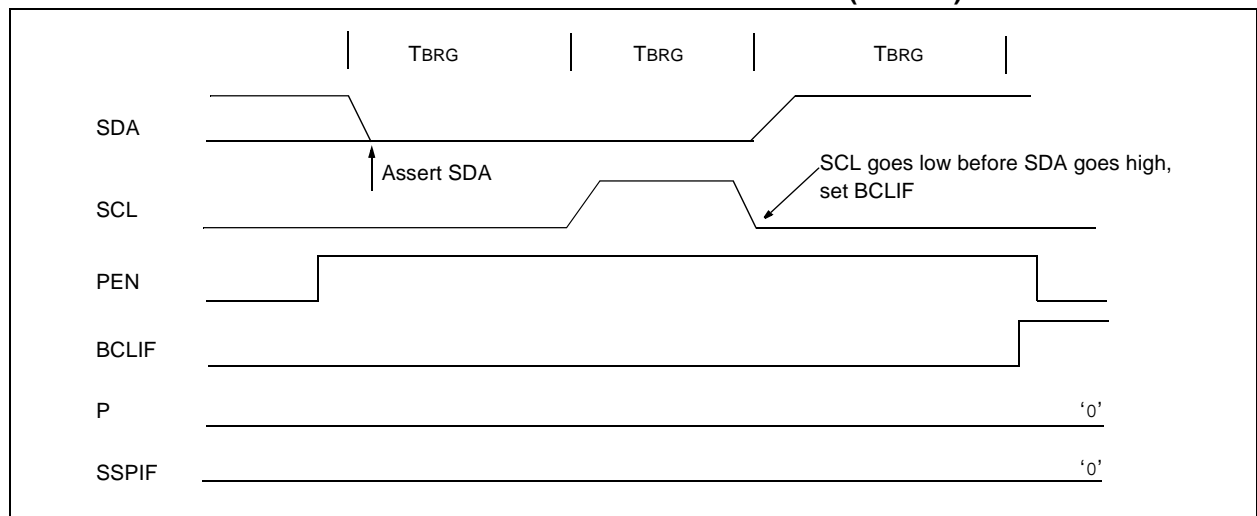 TBRG TBRG TBRG
SDA
Assert SDA
SCL goes low before SDA goes high,
set BCLIF
SCL
PEN
BCLIF
P
‘0’
SSPIF
‘0’